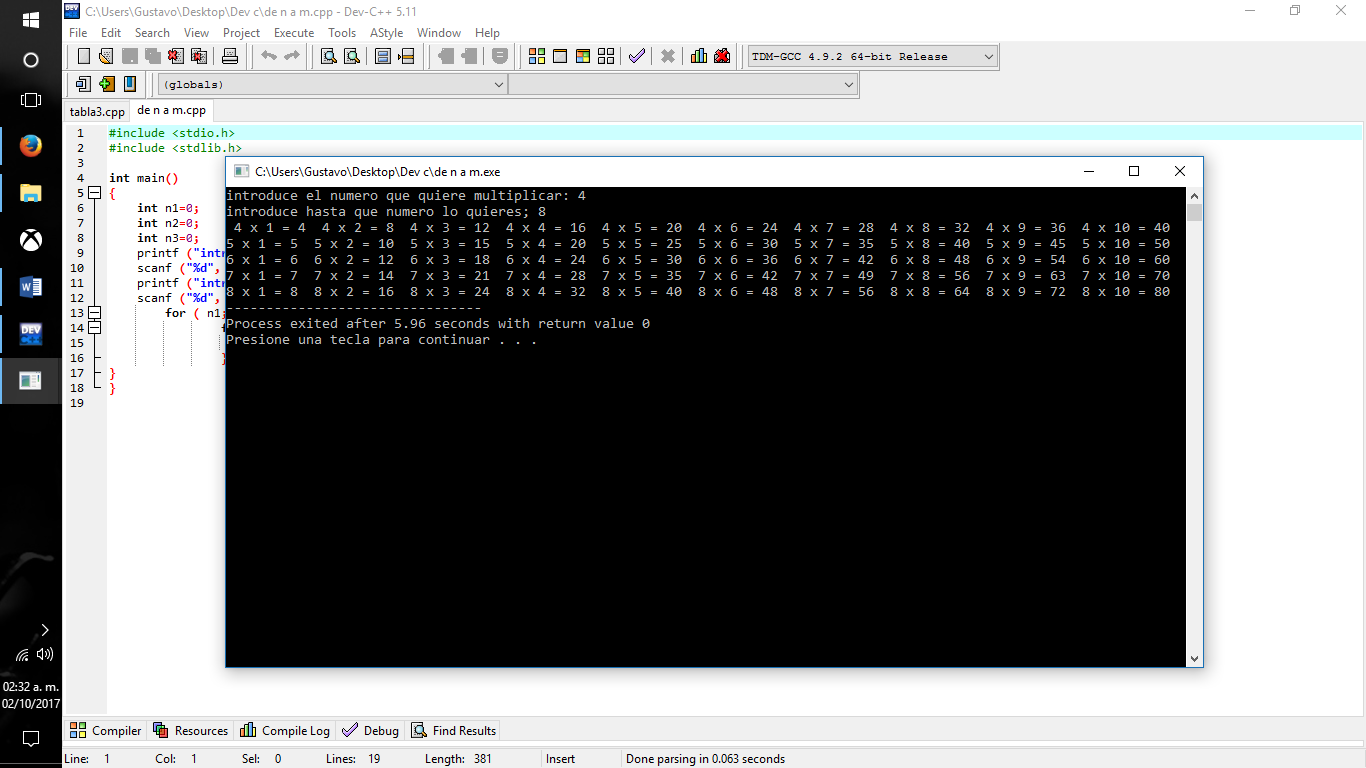 C:\Users\Gustavo\Desktop\Dev c\de n a m.cpp - Dev-C++ 5.11
File Edit Search View Project Execute Tools AStyle Window Help
TDM-GCC 4.9.2 64-bit Release
(globals)
tabla3.cpp de n a m.cpp
1 #include <stdio.h>
2 #include <stdlib.h>
3
4 int main()
5 {
6 int n1=0;
7 int n2=0;
8 int n3=0;
9 printf ("intr
10 scanf ("%d",
11 printf ("intr
12 scanf ("%d",
13 for ( n1;
14
15
16 }
17 }
18 }
19
C:\Users\Gustavo\Desktop\Dev c\de n a m.exe
introduce el numero que quiere multiplicar: 4
introduce hasta que numero lo quieres; 8
4 x 1 = 4 4 x 2 = 8 4 x 3 = 12 4 x 4 = 16 4 x 5 = 20 4 x 6 = 24 4 x 7 = 28 4 x 8 = 32 4 x 9 = 36 4 x 10 = 40
5 x 1 = 5 5 x 2 = 10 5 x 3 = 15 5 x 4 = 20 5 x 5 = 25 5 x 6 = 30 5 x 7 = 35 5 x 8 = 40 5 x 9 = 45 5 x 10 = 50
6 x 1 = 6 6 x 2 = 12 6 x 3 = 18 6 x 4 = 24 6 x 5 = 30 6 x 6 = 36 6 x 7 = 42 6 x 8 = 48 6 x 9 = 54 6 x 10 = 60
7 x 1 = 7 7 x 2 = 14 7 x 3 = 21 7 x 4 = 28 7 x 5 = 35 7 x 6 = 42 7 x 7 = 49 7 x 8 = 56 7 x 9 = 63 7 x 10 = 70
8 x 1 = 8 8 x 2 = 16 8 x 3 = 24 8 x 4 = 32 8 x 5 = 40 8 x 6 = 48 8 x 7 = 56 8 x 8 = 64 8 x 9 = 72 8 x 10 = 80
--------------------------------
Process exited after 5.96 seconds with return value 0
Presione una tecla para continuar . . .
DEV
02:32 a. m.
02/10/2017
Compiler Resources Compile Log Debug Find Results
Line: 1 Col: 1 Sel: 0 Lines: 19 Length: 381 Insert Done parsing in 0.063 seconds